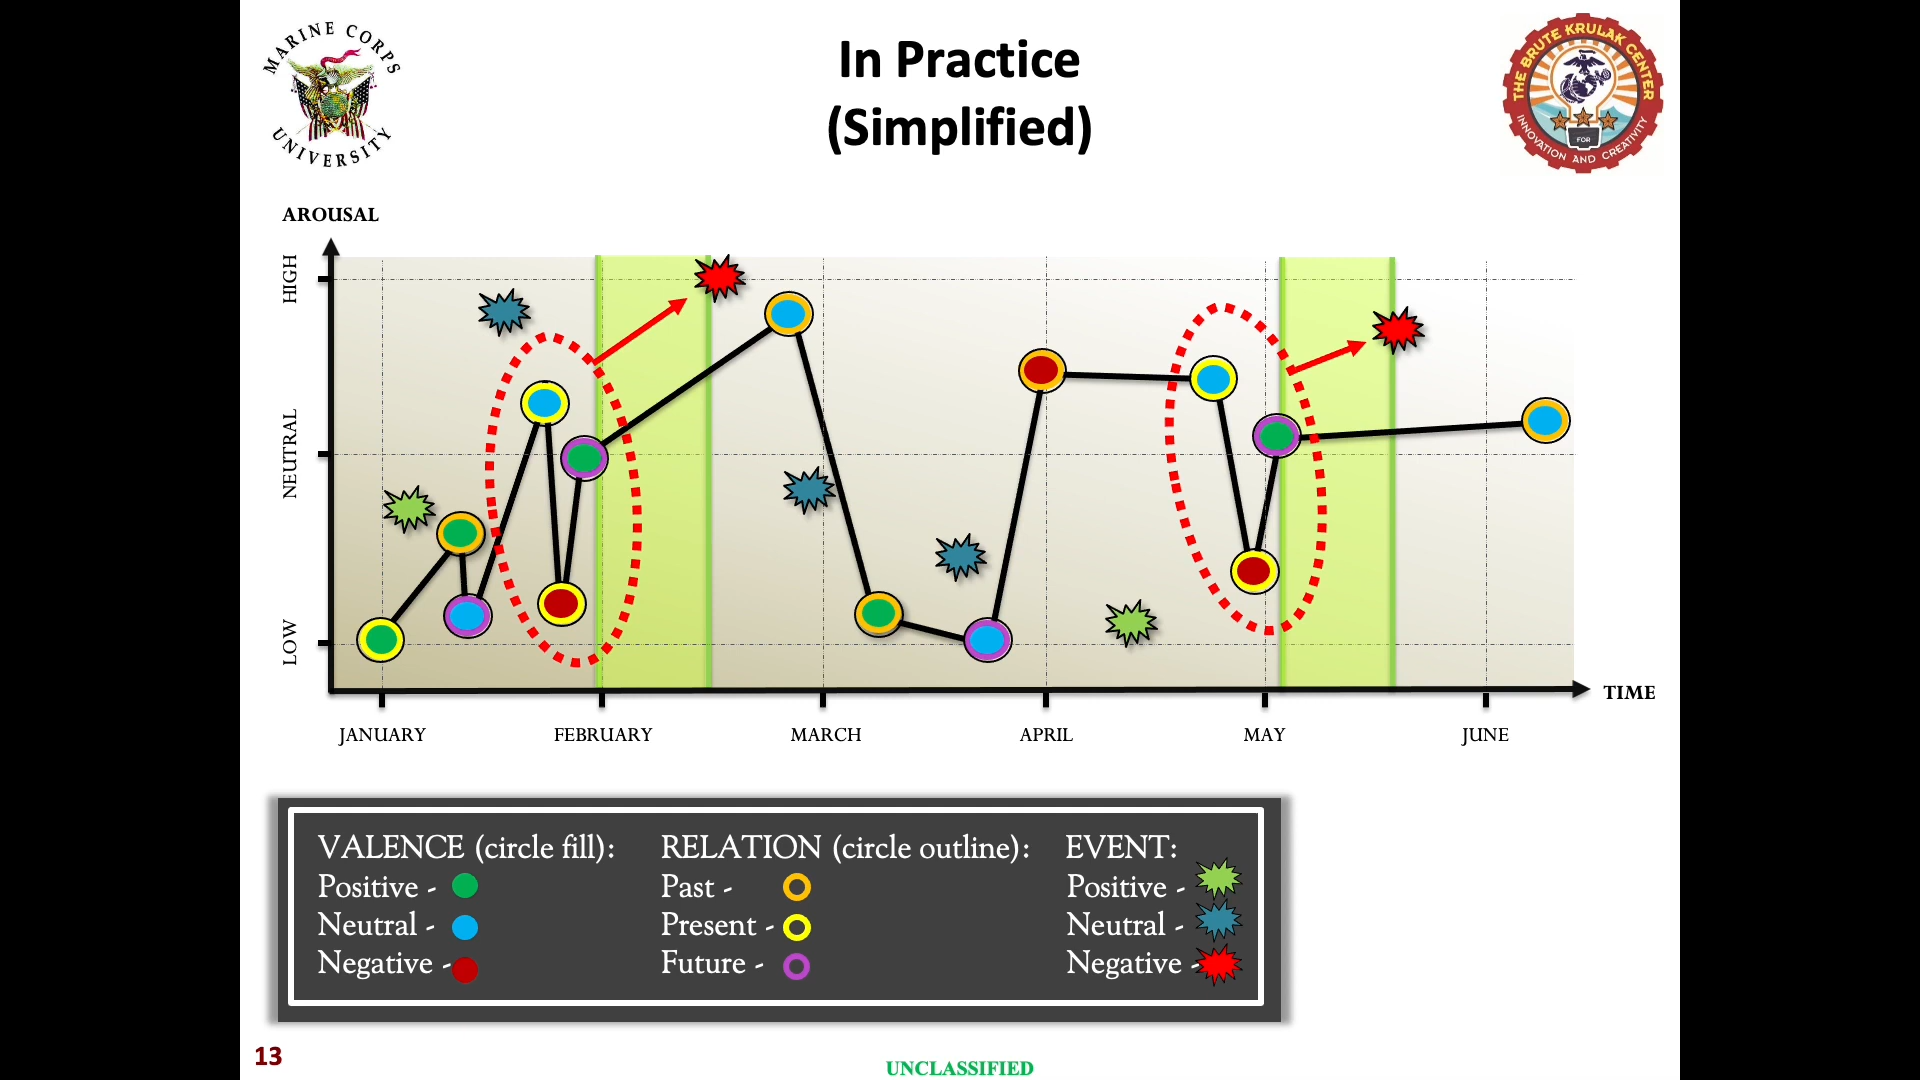 MARINE CORPS
UNIVERSITY
In Practice
(Simplified)
THE BRUTE KRULAK CENTER
FOR
INNOVATION AND CREATIVITY
AROUSAL
HIGH
NEUTRAL
LOW
TIME
JANUARY FEBRUARY MARCH APRIL MAY JUNE
VALENCE (circle fill): RELATION (circle outline): EVENT:
Positive - Past - Positive -
Neutral - Present - Neutral -
Negative - Future - Negative -
13
UNCLASSIFIED